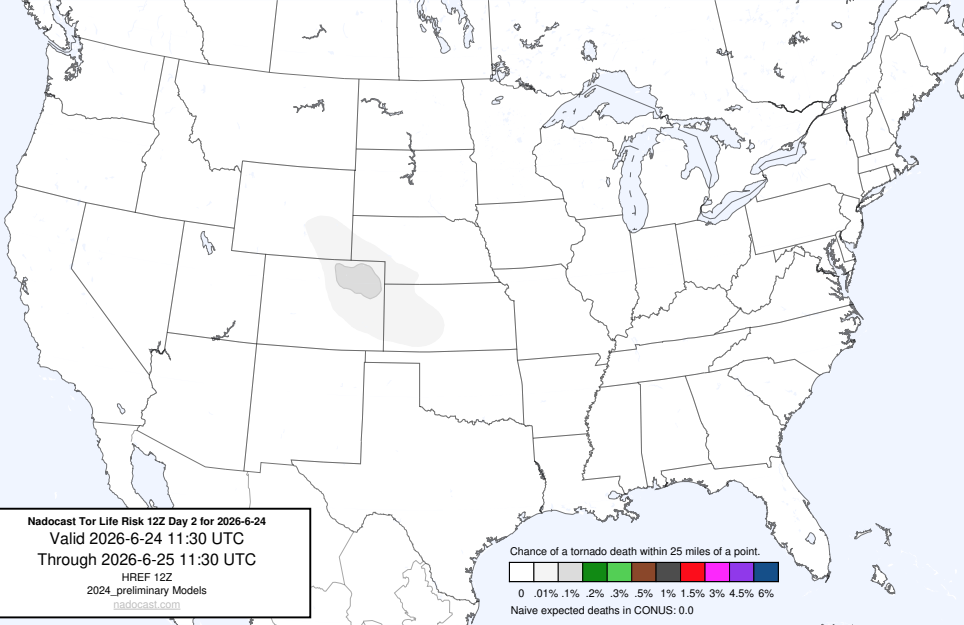 Nadocast Tor Life Risk 12Z Day 2 for 2026-6-24
Valid 2026-6-24 11:30 UTC
Through 2026-6-25 11:30 UTC
HREF 12Z
2024_preliminary Models
nadocast.com
Chance of a tornado death within 25 miles of a point.
0 .01% .1% .2% .3% .5% 1% 1.5% 3% 4.5% 6%
Naive expected deaths in CONUS: 0.0